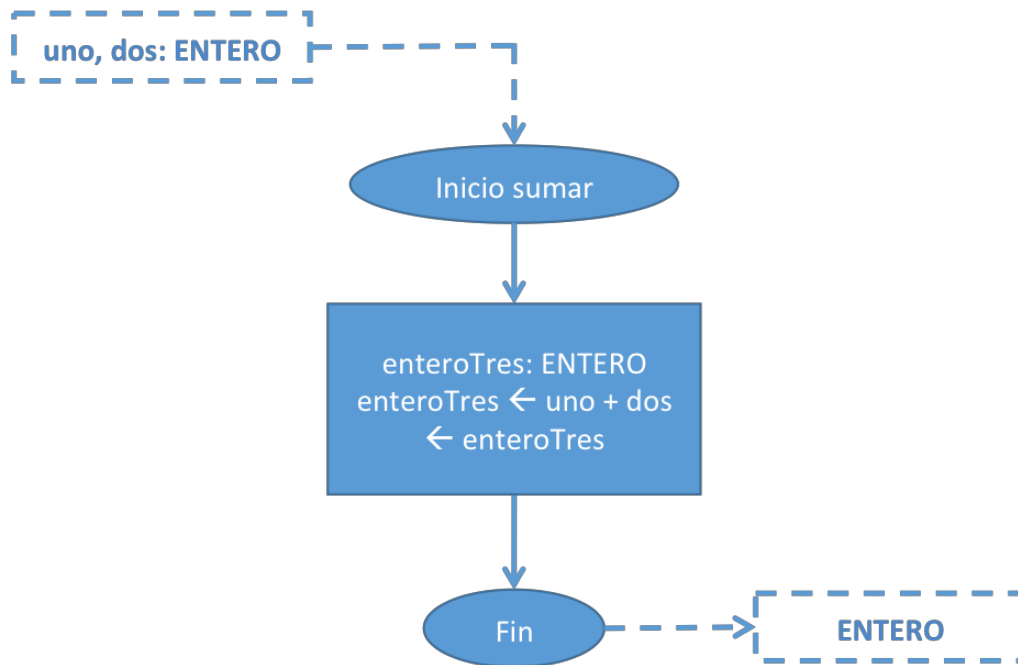 uno, dos: ENTERO
Inicio sumar
enteroTres: ENTERO
enteroTres ← uno + dos
← enteroTres
Fin
ENTERO